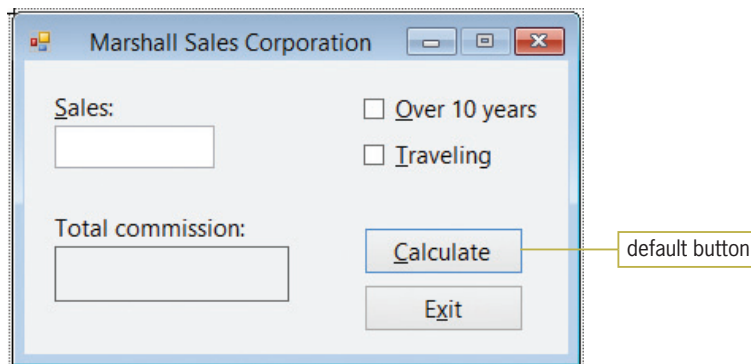 Marshall Sales Corporation
Sales:
Over 10 years
Traveling
Total commission:
Calculate
default button
Exit